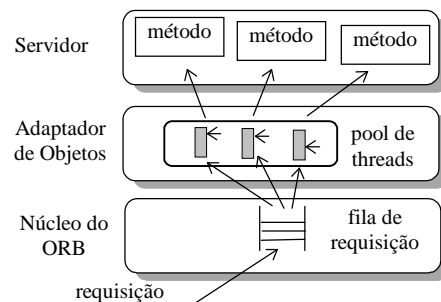 Servidor
método
método
método
Adaptador
de Objetos
pool de
threads
Núcleo do
ORB
fila de
requisição
requisição